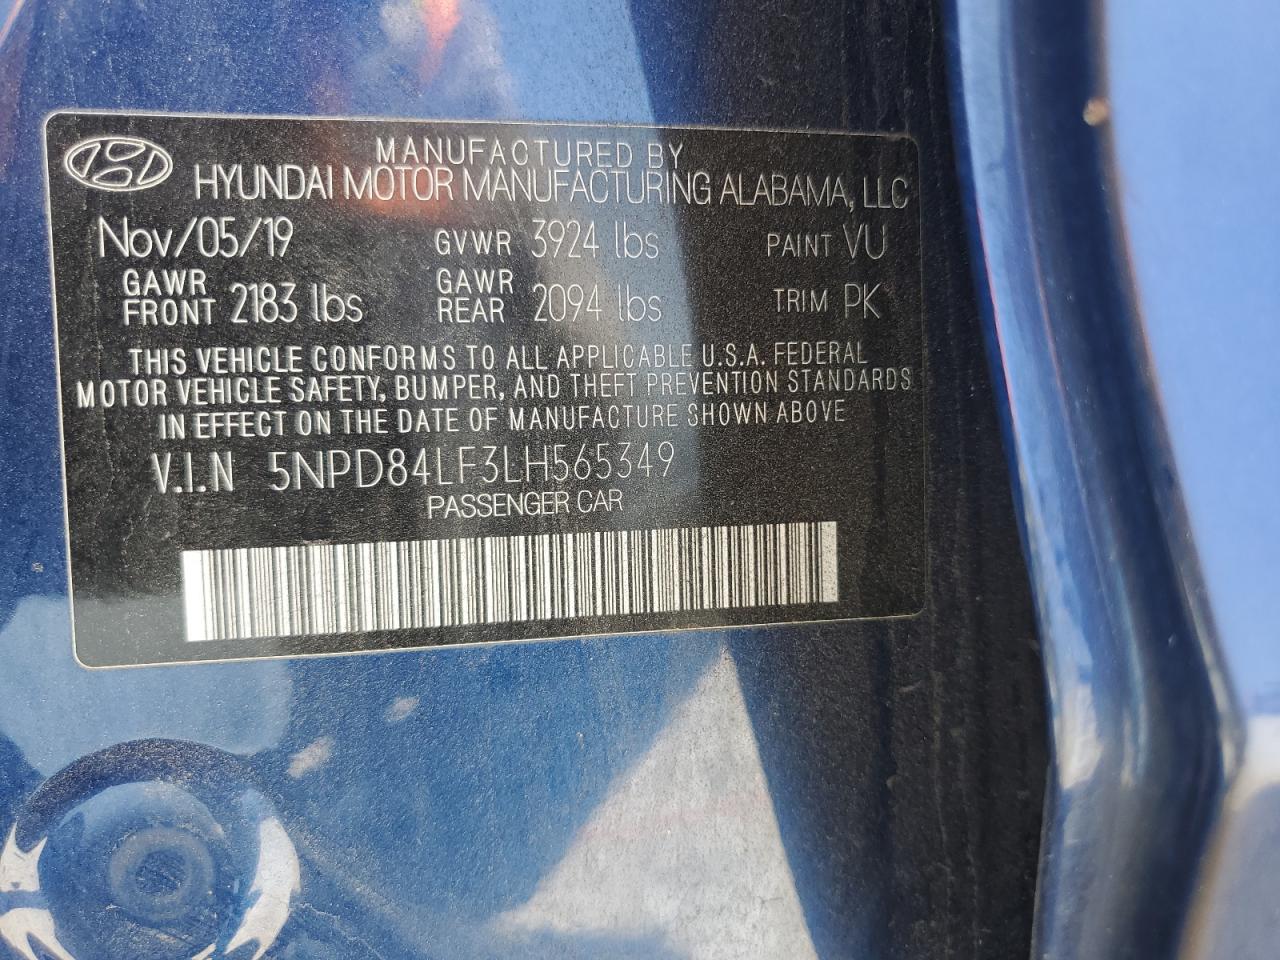 MANUFACTURED BY
HYUNDAI MOTOR MANUFACTURING ALABAMA, LLC
Nov/05/19 GVWR 3924 lbs PAINT VU
GAWR FRONT 2183 lbs GAWR REAR 2094 lbs TRIM PK
THIS VEHICLE CONFORMS TO ALL APPLICABLE U.S.A. FEDERAL
MOTOR VEHICLE SAFETY, BUMPER, AND THEFT PREVENTION STANDARDS
IN EFFECT ON THE DATE OF MANUFACTURE SHOWN ABOVE
V.I.N 5NPD84LF3LH565349
PASSENGER CAR